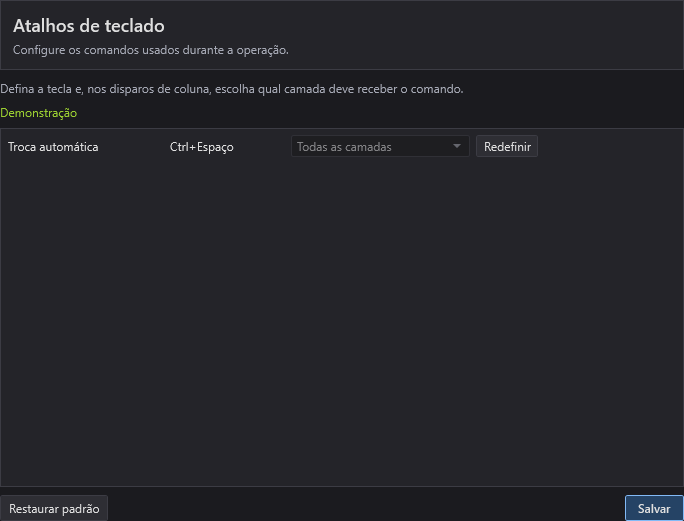 Atalhos de teclado
Configure os comandos usados durante a operação.
Defina a tecla e, nos disparos de coluna, escolha qual camada deve receber o comando.
Demonstração
Troca automática Ctrl+Espaço Todas as camadas Redefinir
Restaurar padrão Salvar